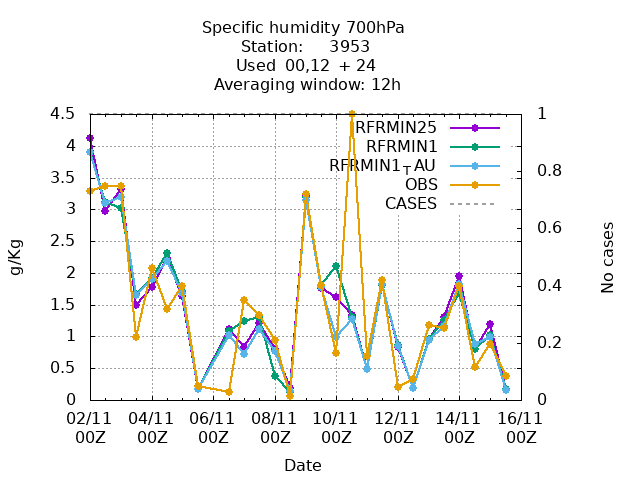 Specific humidity 700hPa
Station: 3953
Used 00,12 + 24
Averaging window: 12h
RFRMIN25
RFRMIN1
RFRMIN1TAU
OBS
CASES
g/Kg
4.5
4
3.5
3
2.5
2
1.5
1
0.5
0
1
0.8
0.6
0.4
0.2
0
No cases
02/11 04/11 06/11 08/11 10/11 12/11 14/11 16/11
00Z 00Z 00Z 00Z 00Z 00Z 00Z 00Z
Date